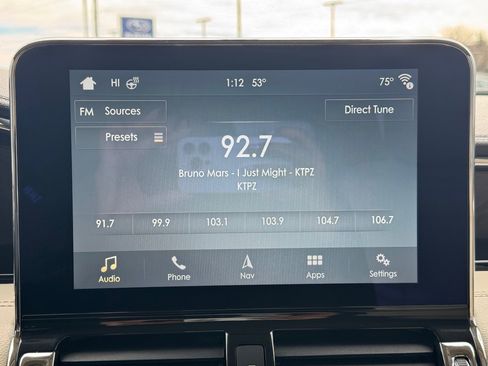 HI 1:12 53° 75°
FM Sources Direct Tune
Presets
92.7
Bruno Mars - I Just Might - KTPZ
KTPZ
91.7 99.9 103.1 103.9 104.7 106.7
Audio Phone Nav Apps Settings